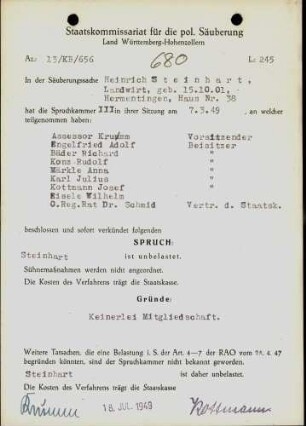 Staatskommissariat für die pol. Säuberung
Land Württemberg-Hohenzollern
Az: 13/KB/656
680
L: 245
In der Säuberungssache Heinrich Steinhart,
Landwirt, geb. 15.10.01,
Hermentingen, Haus Nr. 38
hat die Spruchkammer XIII in ihrer Sitzung am 7.3.49 , an welcher
teilgenommen haben:
Assessor Krumm Vorsitzender
Engelfried Adolf Beisitzer
Bäder Richard "
Kons Rudolf "
Märkle Anna "
Karl Julius "
Kottmann Josef "
Eisele Wilhelm "
O.Reg.Rat Dr. Schmid Vertr. d. Staatsk.
beschlossen und sofort verkündet folgenden
SPRUCH:
Steinhart ist unbelastet.
Sühnemaßnahmen werden nicht angeordnet.
Die Kosten des Verfahrens trägt die Staatskasse.
Gründe:
Keinerlei Mitgliedschaft.
Weitere Tatsachen, die eine Belastung i. S. der Art. 4—7 der RAO vom 24. 4. 47
begründen könnten, sind der Spruchkammer nicht bekannt geworden.
Steinhart ist daher unbelastet.
Die Kosten des Verfahrens trägt die Staatskasse
Krumm 18. JUL. 1949 Kottmann